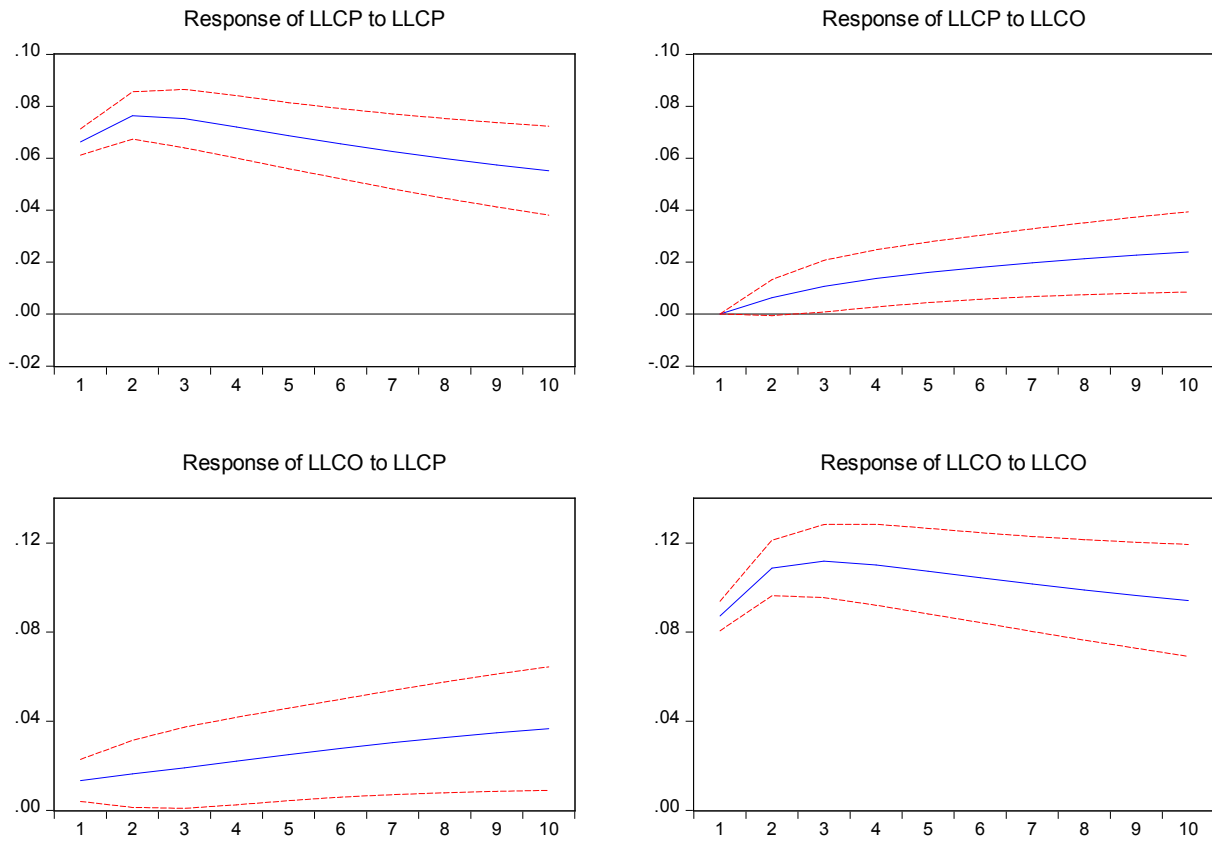 Response of LLCP to LLCP
.10
.08
.06
.04
.02
.00
-.02
1 2 3 4 5 6 7 8 9 10
Response of LLCP to LLCO
.10
.08
.06
.04
.02
.00
-.02
1 2 3 4 5 6 7 8 9 10
Response of LLCO to LLCP
.12
.08
.04
.00
1 2 3 4 5 6 7 8 9 10
Response of LLCO to LLCO
.12
.08
.04
.00
1 2 3 4 5 6 7 8 9 10